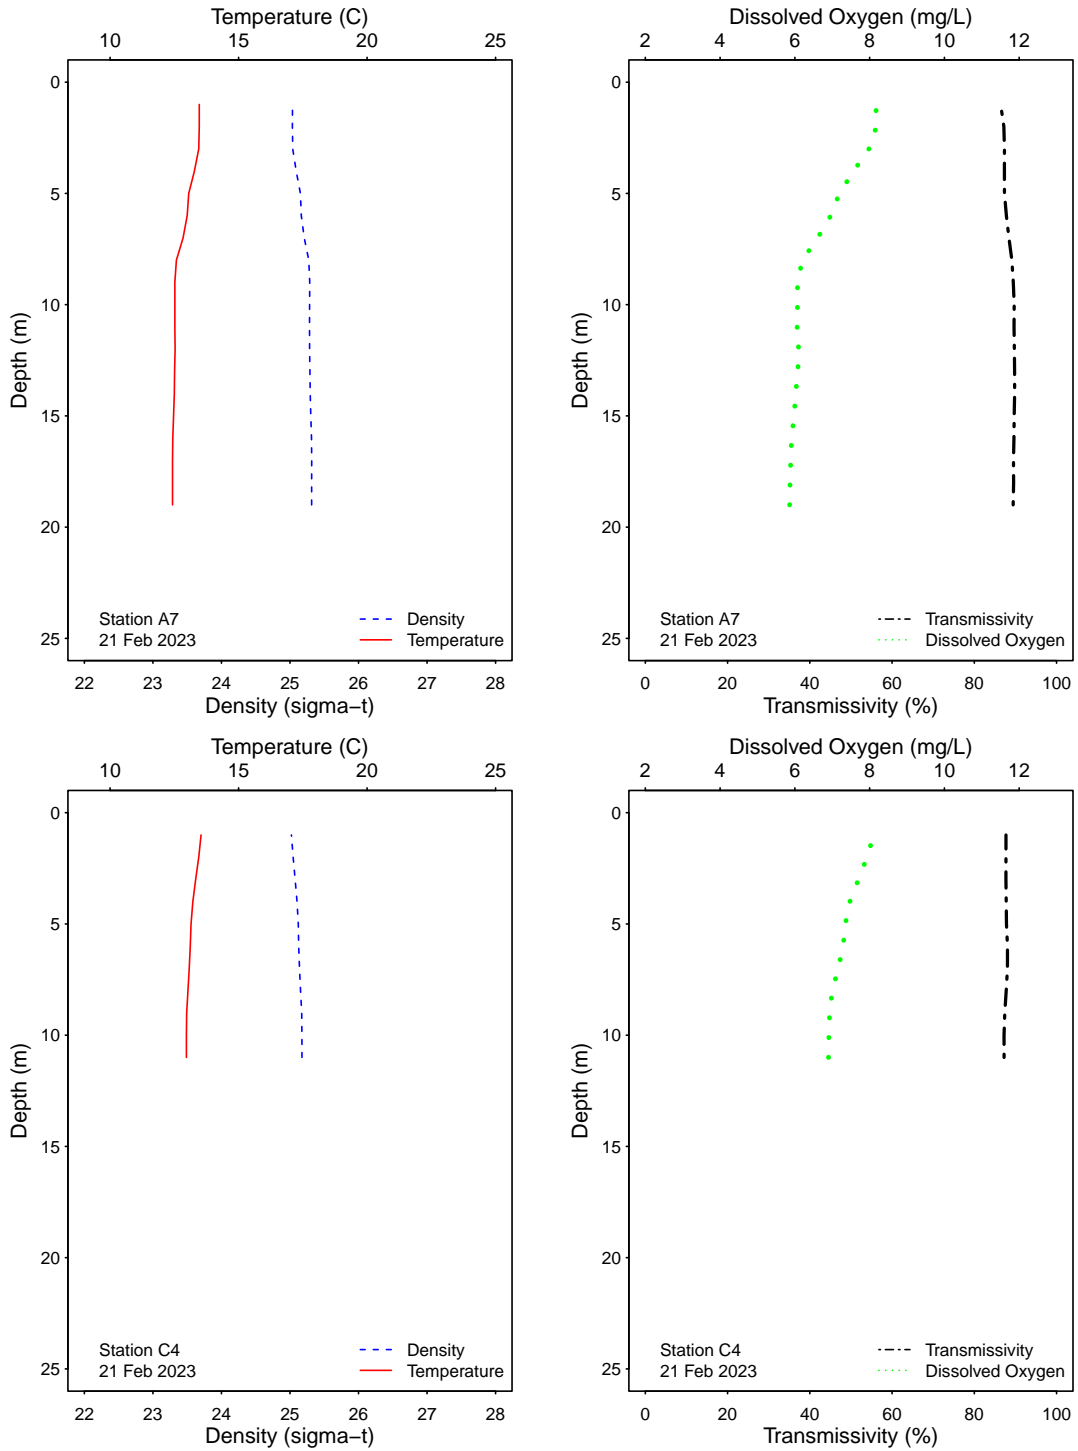 Temperature (C)
10 15 20 25
0
5
10
15
20
25
Depth (m)
Station A7
21 Feb 2023
Density
Temperature
22 23 24 25 26 27 28
Density (sigma−t)
Dissolved Oxygen (mg/L)
2 4 6 8 10 12
0
5
10
15
20
25
Depth (m)
Station A7
21 Feb 2023
Transmissivity
Dissolved Oxygen
0 20 40 60 80 100
Transmissivity (%)
Temperature (C)
10 15 20 25
0
5
10
15
20
25
Depth (m)
Station C4
21 Feb 2023
Density
Temperature
22 23 24 25 26 27 28
Density (sigma−t)
Dissolved Oxygen (mg/L)
2 4 6 8 10 12
0
5
10
15
20
25
Depth (m)
Station C4
21 Feb 2023
Transmissivity
Dissolved Oxygen
0 20 40 60 80 100
Transmissivity (%)